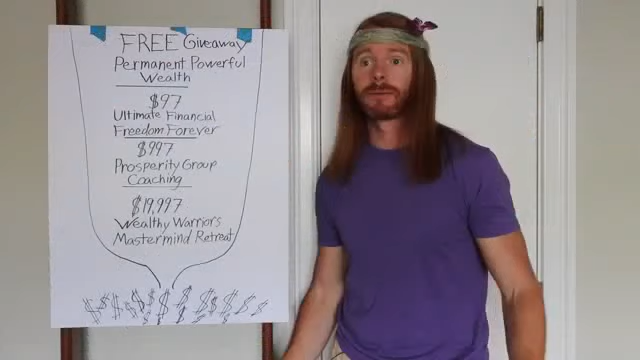 FREE Giveaway
Permanent Powerful
Wealth
$97
Ultimate Financial
Freedom Forever
$997
Prosperity Group
Coaching
$19,997
Wealthy Warriors
Mastermind Retreat
$ $ $ $ $ $ $ $ $ $ $ $ $
$ $ $ $